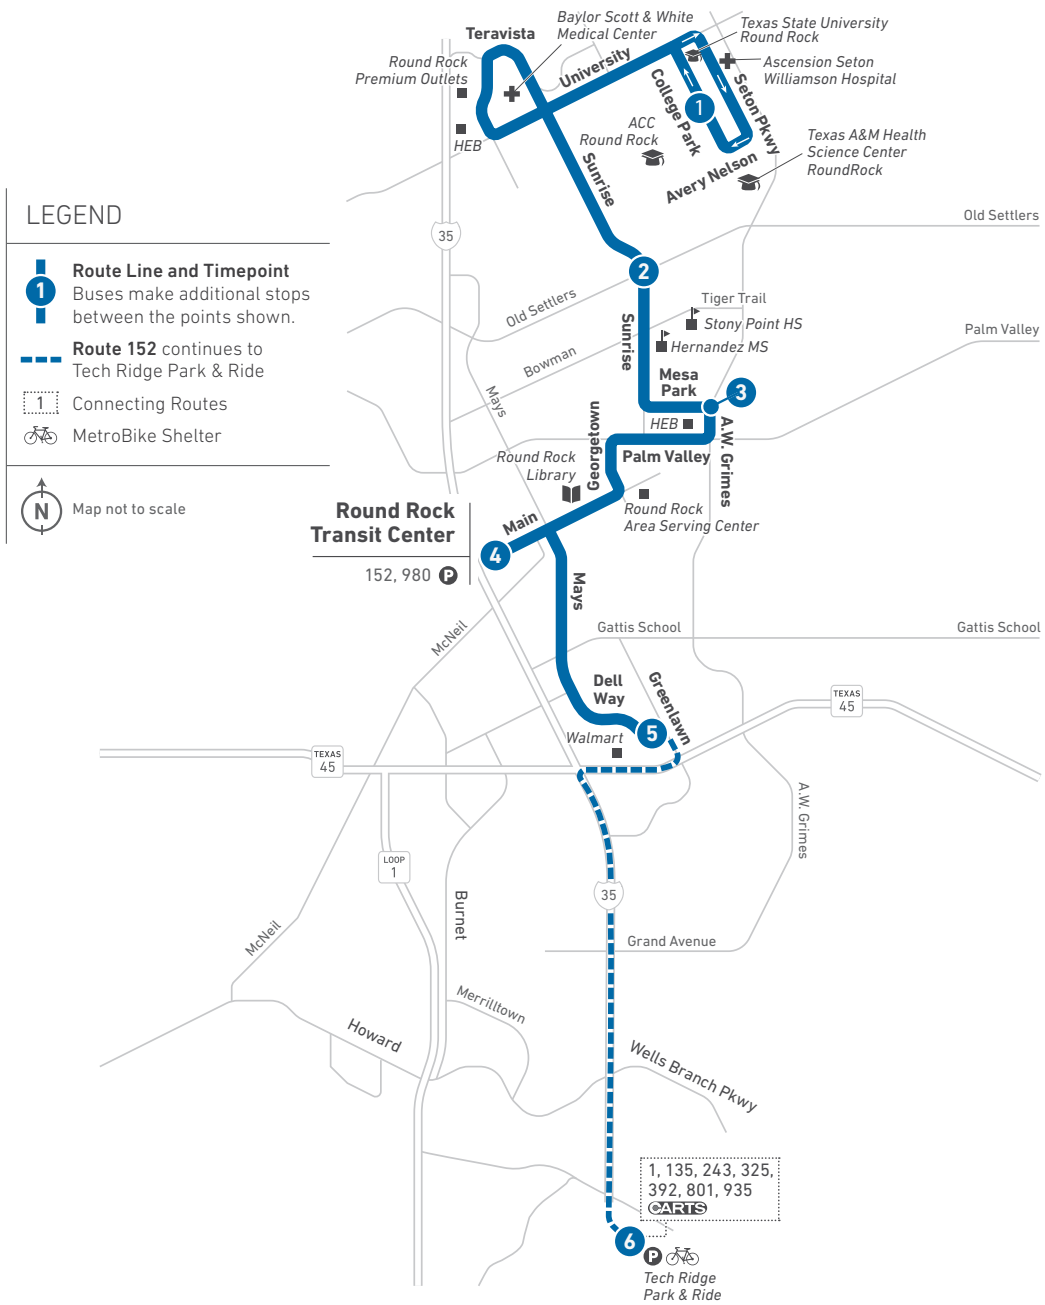 Teravista
Baylor Scott & White
Medical Center
Texas State University
Round Rock
Round Rock
Premium Outlets
University
Ascension Seton
Williamson Hospital
College Park
1
Seton Pkwy
HEB
ACC
Round Rock
Texas A&M Health
Science Center
RoundRock
Sunrise
Avery Nelson
LEGEND
1
Route Line and Timepoint
Buses make additional stops
between the points shown.
Route 152 continues to
Tech Ridge Park & Ride
1
Connecting Routes
MetroBike Shelter
N
Map not to scale
35
Old Settlers
2
Old Settlers
Tiger Trail
Stony Point HS
Sunrise
Hernandez MS
Palm Valley
Bowman
Mays
Mesa
Park
3
Georgetown
HEB
A.W. Grimes
Palm Valley
Round Rock
Library
Round Rock
Area Serving Center
Round Rock
Transit Center
Main
4
152, 980 P
Mays
McNeil
Gattis School
Gattis School
Dell
Way
Greenlawn
5
Walmart
TEXAS
45
TEXAS
45
A.W. Grimes
LOOP
1
35
Burnet
McNeil
Grand Avenue
Merrilltown
Howard
Wells Branch Pkwy
1, 135, 243, 325,
392, 801, 935
CARTS
6
P
Tech Ridge
Park & Ride